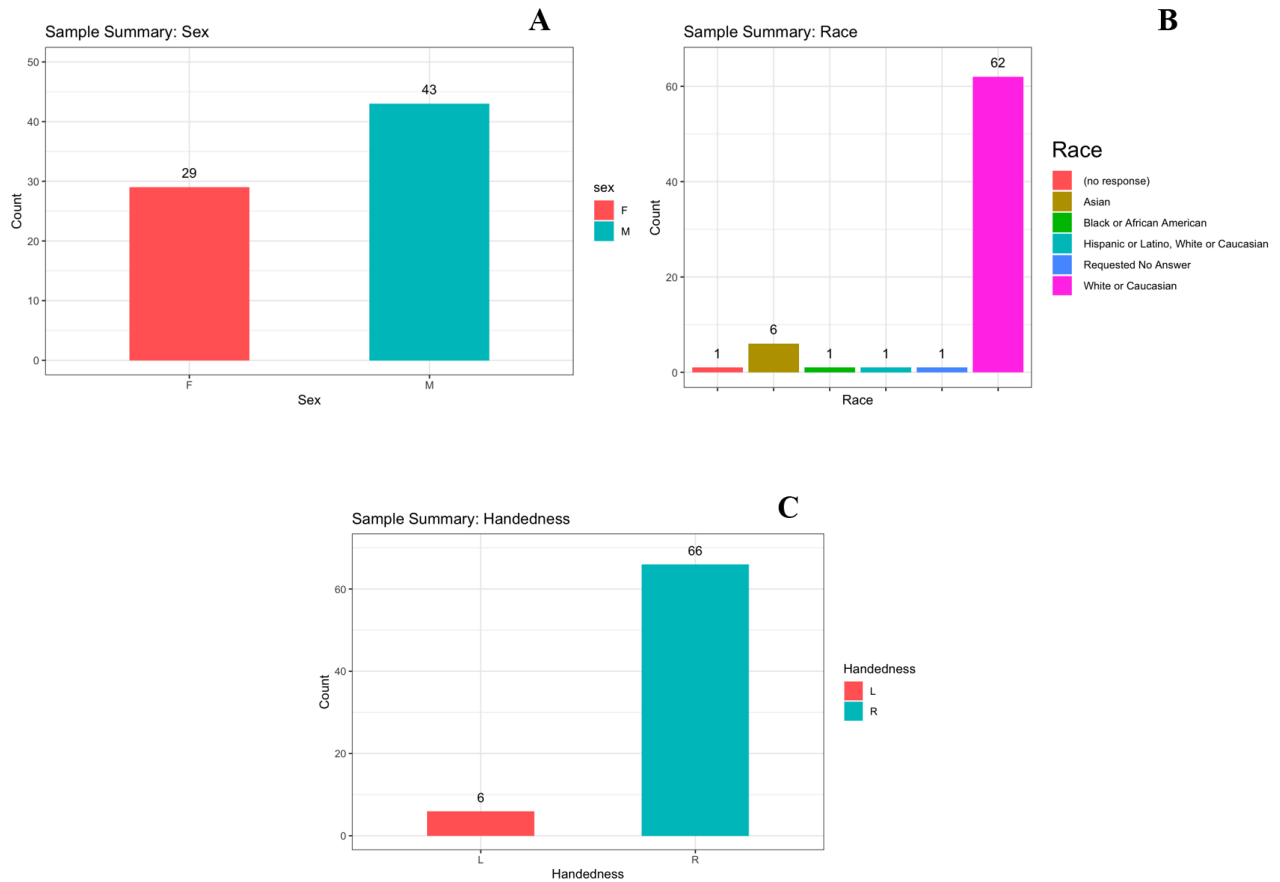 A
Sample Summary: Sex
50
40
30
20
10
0
Count
29
43
F
M
Sex
sex
F
M
B
Sample Summary: Race
60
40
20
0
Count
1
6
1
1
1
62
Race
Race
(no response)
Asian
Black or African American
Hispanic or Latino, White or Caucasian
Requested No Answer
White or Caucasian
C
Sample Summary: Handedness
60
40
20
0
Count
6
66
L
R
Handedness
Handedness
L
R